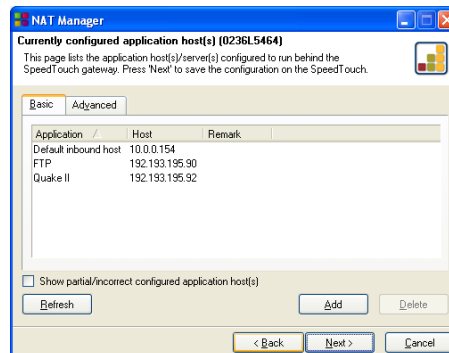 NAT Manager
Currently configured application host(s) (0236L5464)
This page lists the application host(s)/server(s) configured to run behind the
SpeedTouch gateway. Press 'Next' to save the configuration on the SpeedTouch.
Basic Advanced
Application Host Remark
Default inbound host 10.0.0.154
FTP 192.193.195.90
Quake II 192.193.195.92
Show partial/incorrect configured application host(s)
Refresh Add Delete
< Back Next > Cancel